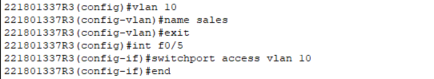 221801337R3(config)#vlan 10
221801337R3(config-vlan)#name sales
221801337R3(config-vlan)#exit
221801337R3(config)#int f0/5
221801337R3(config-if)#switchport access vlan 10
221801337R3(config-if)#end